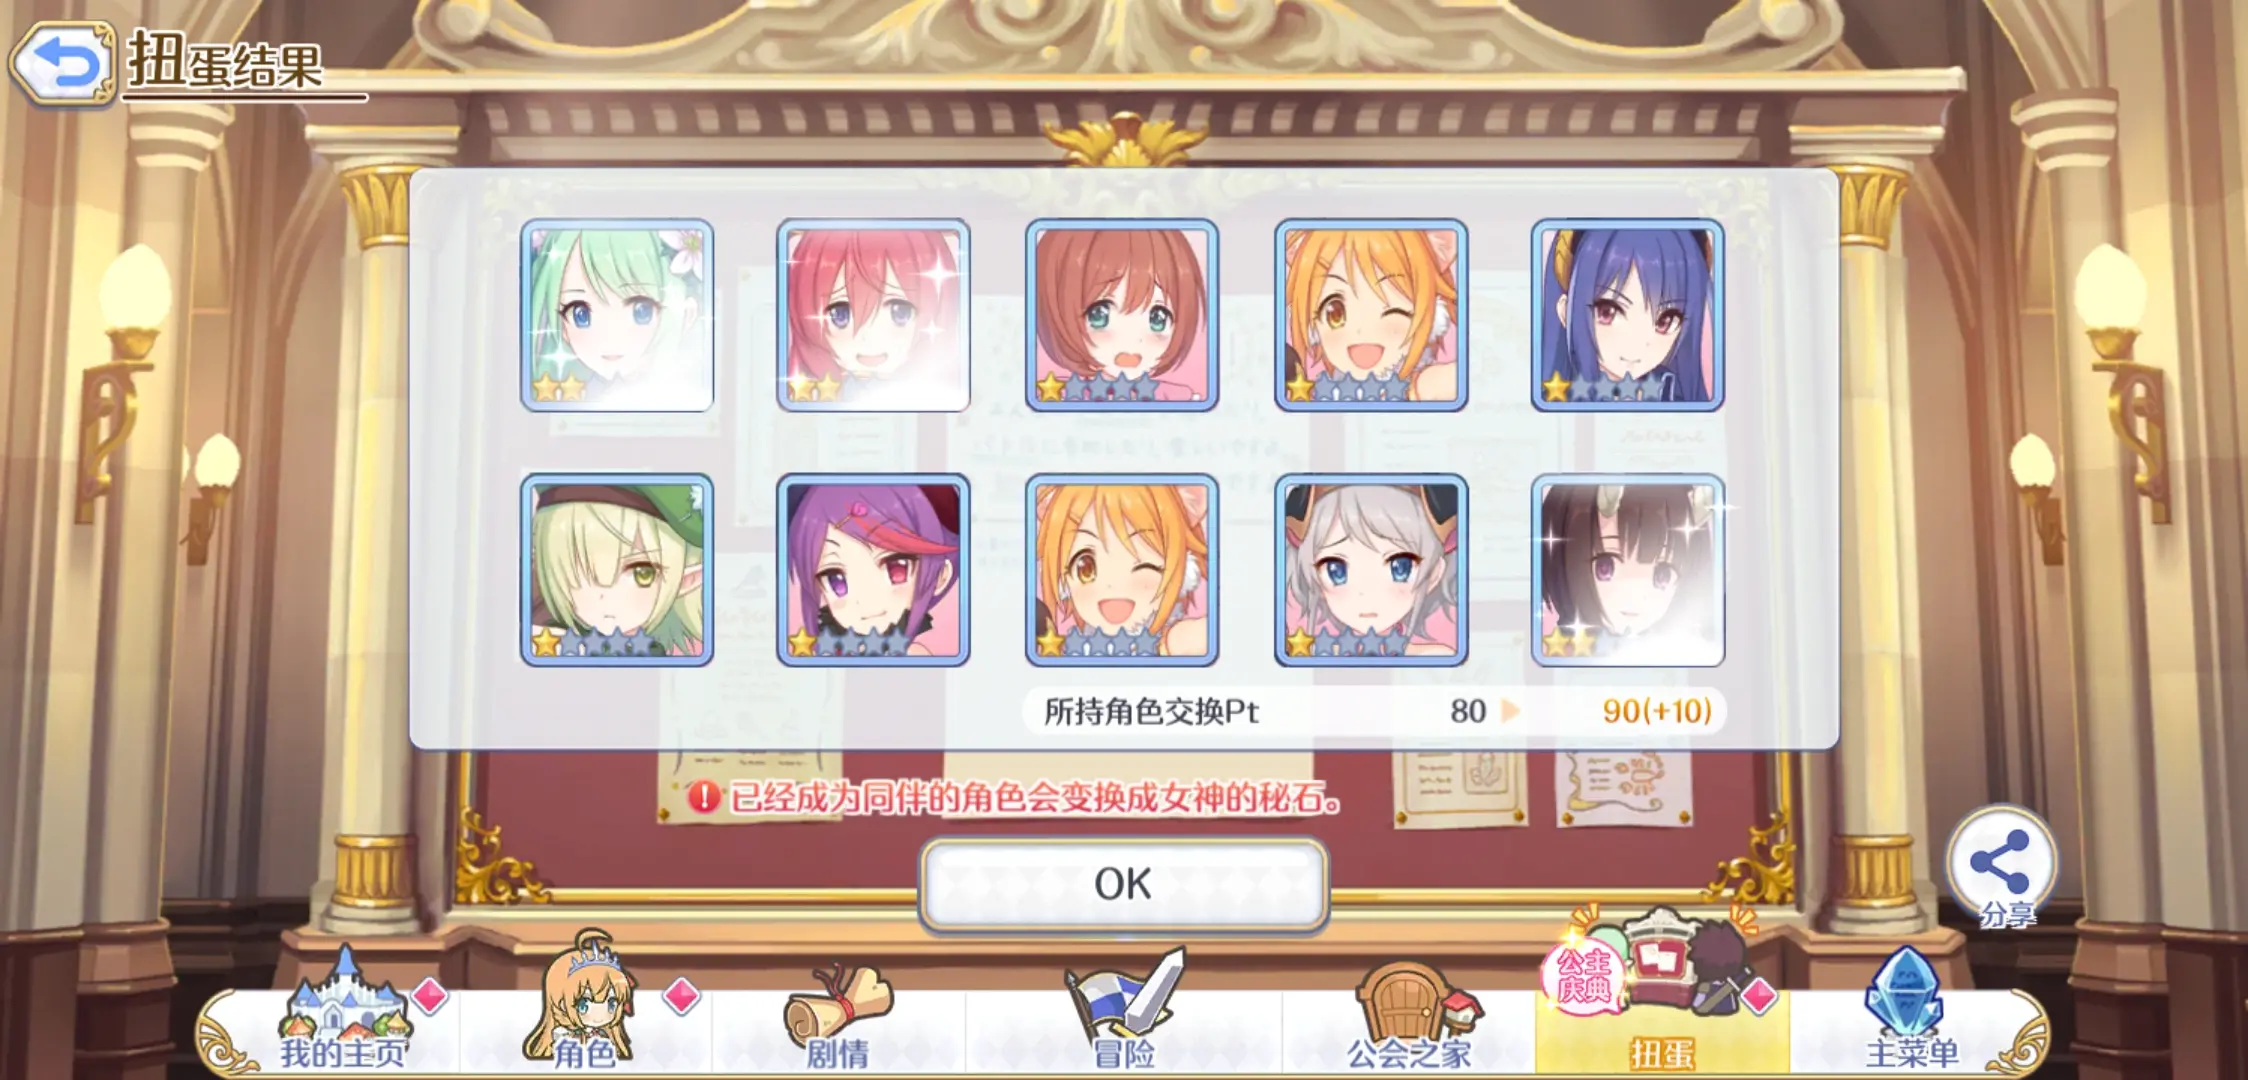 扭蛋结果
所持角色交换Pt 80 90(+10)
已经成为同伴的角色会变换成女神的秘石。
OK
分享
公主
庆典
我的主页
角色
剧情
冒险
公会之家
扭蛋
主菜单